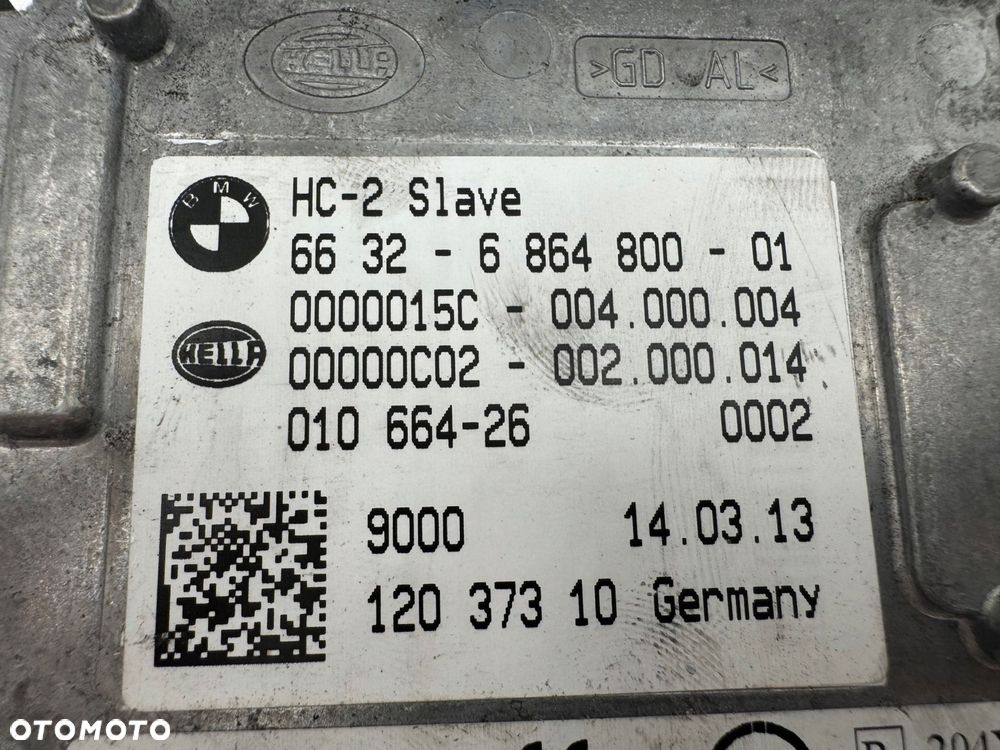 HELLA
>GD AL<
BMW
HC-2 Slave
66 32 - 6 864 800 - 01
0000015C - 004.000.004
HELLA
00000C02 - 002.000.014
010 664-26 0002
9000 14.03.13
120 373 10 Germany
OTOMOTO